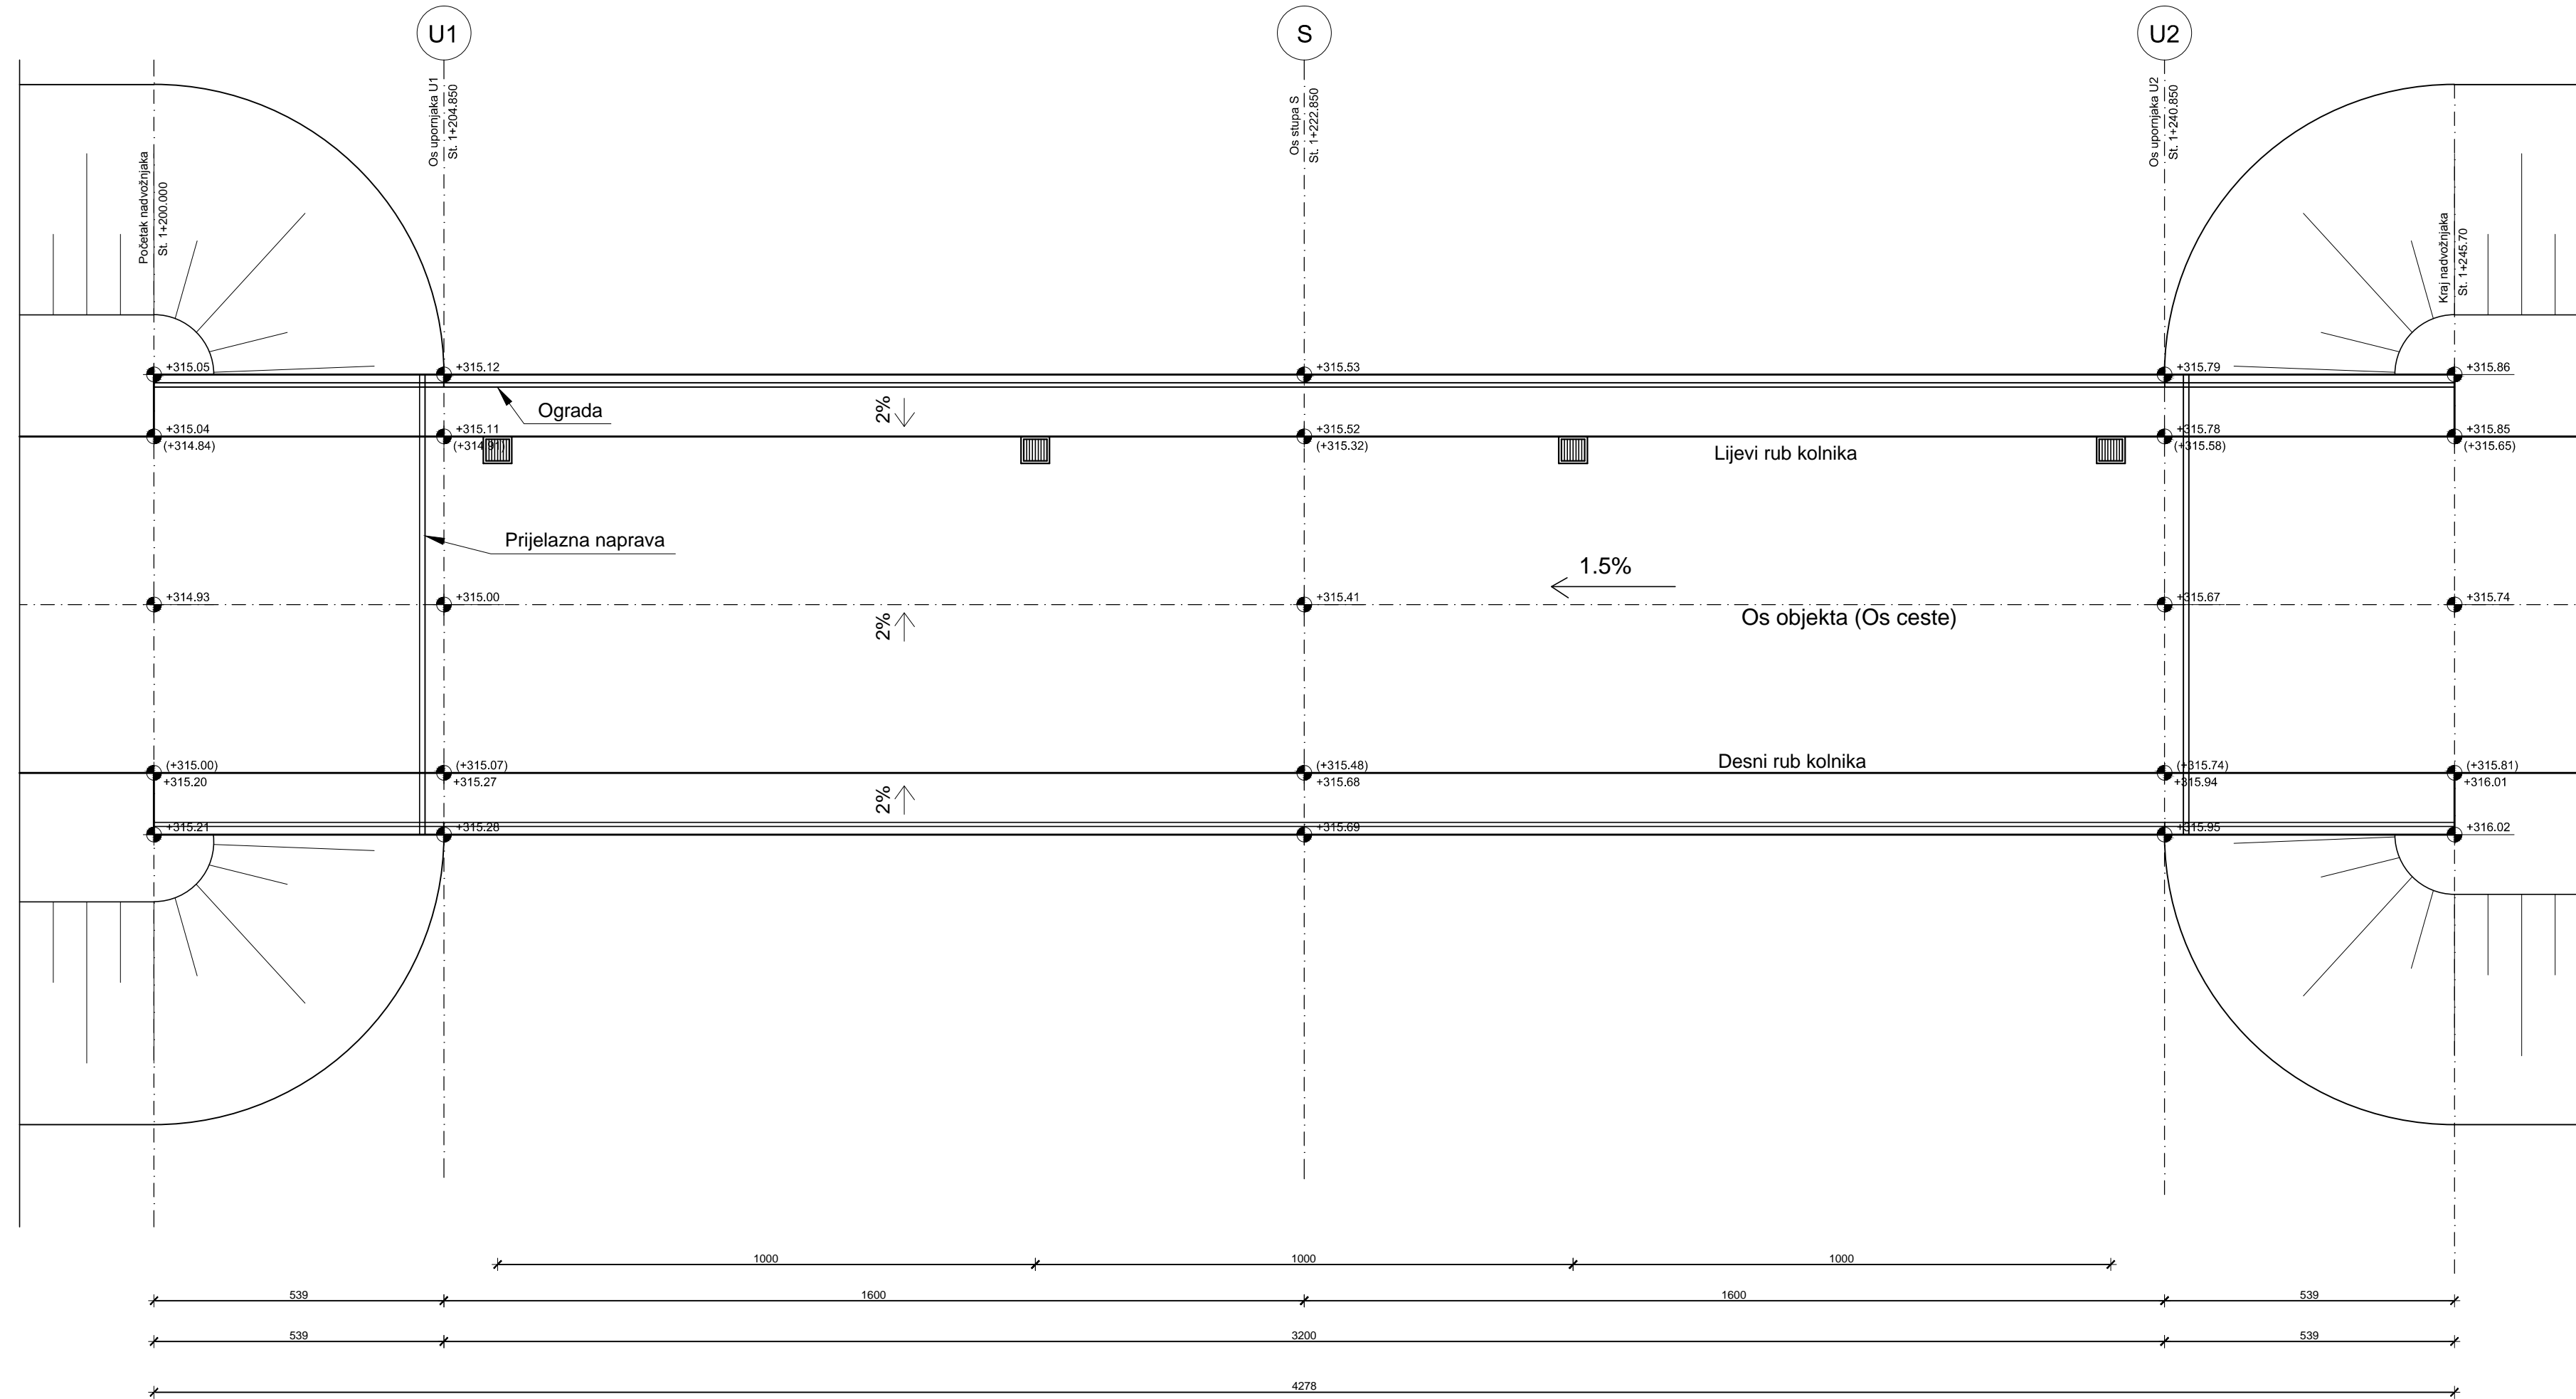 U1
S
U2
Os upornjaka U1
St. 1+204.850
Os stupa S
St. 1+222.850
Os upornjaka U2
St. 1+240.850
Početak nadvožnjaka
St. 1+200.000
Kraj nadvožnjaka
St. 1+245.70
+315.05
+315.12
+315.53
+315.79
+315.86
Ograda
2%
+315.04
(+314.84)
+315.11
(+314.91)
+315.52
(+315.32)
+315.78
(+315.58)
+315.85
(+315.65)
Lijevi rub kolnika
Prijelazna naprava
1.5%
+314.93
+315.00
+315.41
+315.67
+315.74
2%
Os objekta (Os ceste)
Desni rub kolnika
(+315.00)
+315.20
(+315.07)
+315.27
(+315.48)
+315.68
(+315.74)
+315.94
(+315.81)
+316.01
2%
+315.21
+315.28
+315.69
+315.95
+316.02
1000
1000
1000
539
1600
1600
539
539
3200
539
4278